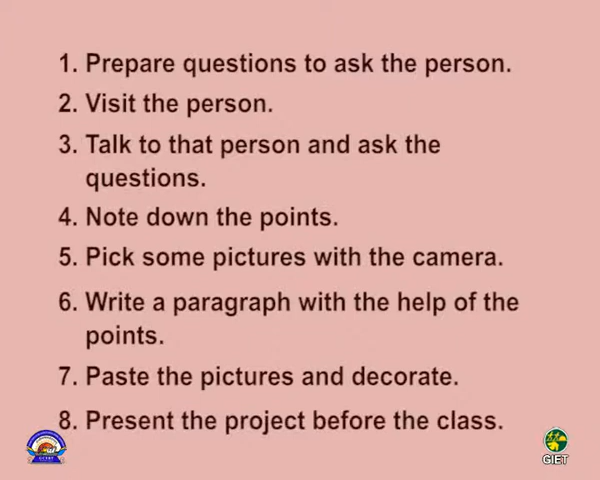 1. Prepare questions to ask the person.
2. Visit the person.
3. Talk to that person and ask the
questions.
4. Note down the points.
5. Pick some pictures with the camera.
6. Write a paragraph with the help of the
points.
7. Paste the pictures and decorate.
8. Present the project before the class.
GIET